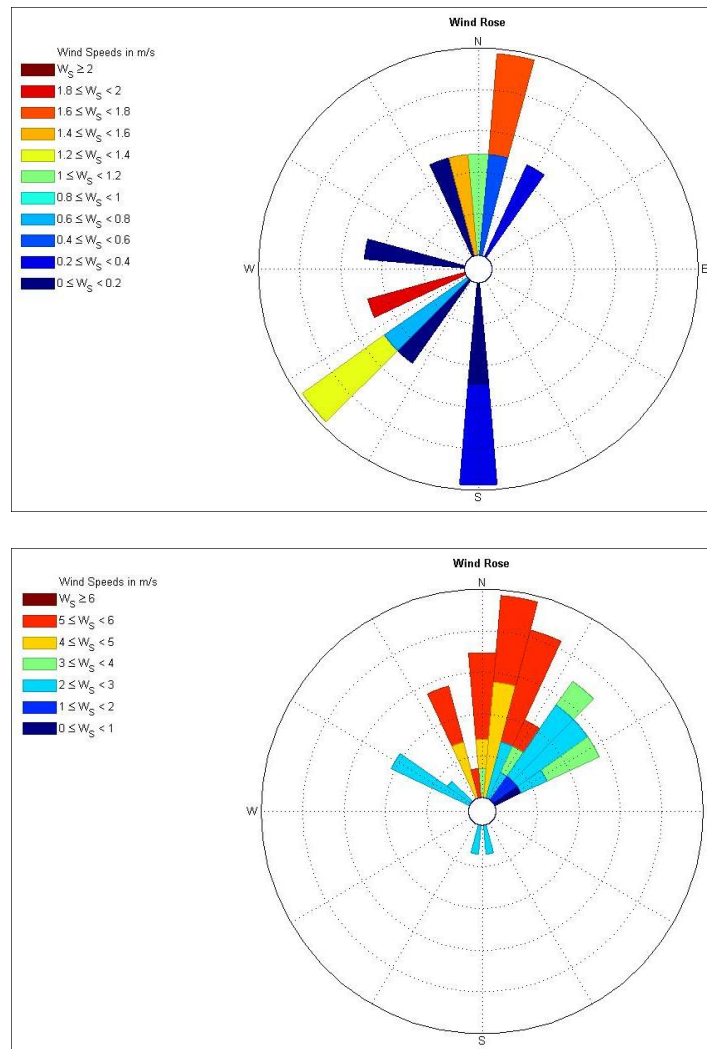 Wind Rose
N
Wind Speeds in m/s
W_S ≥ 2
1.8 ≤ W_S < 2
1.6 ≤ W_S < 1.8
1.4 ≤ W_S < 1.6
1.2 ≤ W_S < 1.4
1 ≤ W_S < 1.2
0.8 ≤ W_S < 1
0.6 ≤ W_S < 0.8
0.4 ≤ W_S < 0.6
0.2 ≤ W_S < 0.4
0 ≤ W_S < 0.2
W
E
S
Wind Rose
N
Wind Speeds in m/s
W_S ≥ 6
5 ≤ W_S < 6
4 ≤ W_S < 5
3 ≤ W_S < 4
2 ≤ W_S < 3
1 ≤ W_S < 2
0 ≤ W_S < 1
W
S